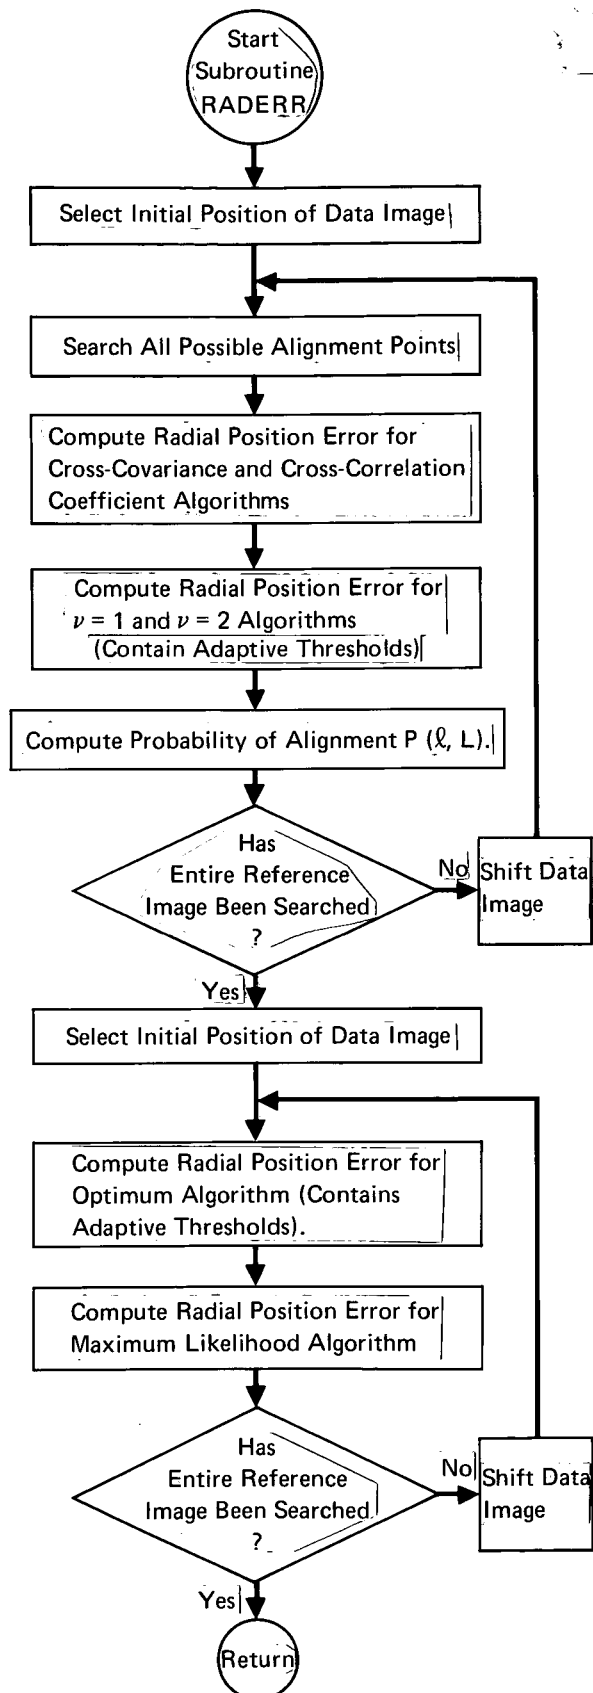 Start
Subroutine
RADERR
Select Initial Position of Data Image
Search All Possible Alignment Points
Compute Radial Position Error for
Cross-Covariance and Cross-Correlation
Coefficient Algorithms
Compute Radial Position Error for
ν = 1 and ν = 2 Algorithms
(Contain Adaptive Thresholds)
Compute Probability of Alignment P (ℓ, L).
Has
Entire Reference
Image Been Searched
?
No
Shift Data
Image
Yes
Select Initial Position of Data Image
Compute Radial Position Error for
Optimum Algorithm (Contains
Adaptive Thresholds).
Compute Radial Position Error for
Maximum Likelihood Algorithm
Has
Entire Reference
Image Been Searched
?
No
Shift Data
Image
Yes
Return